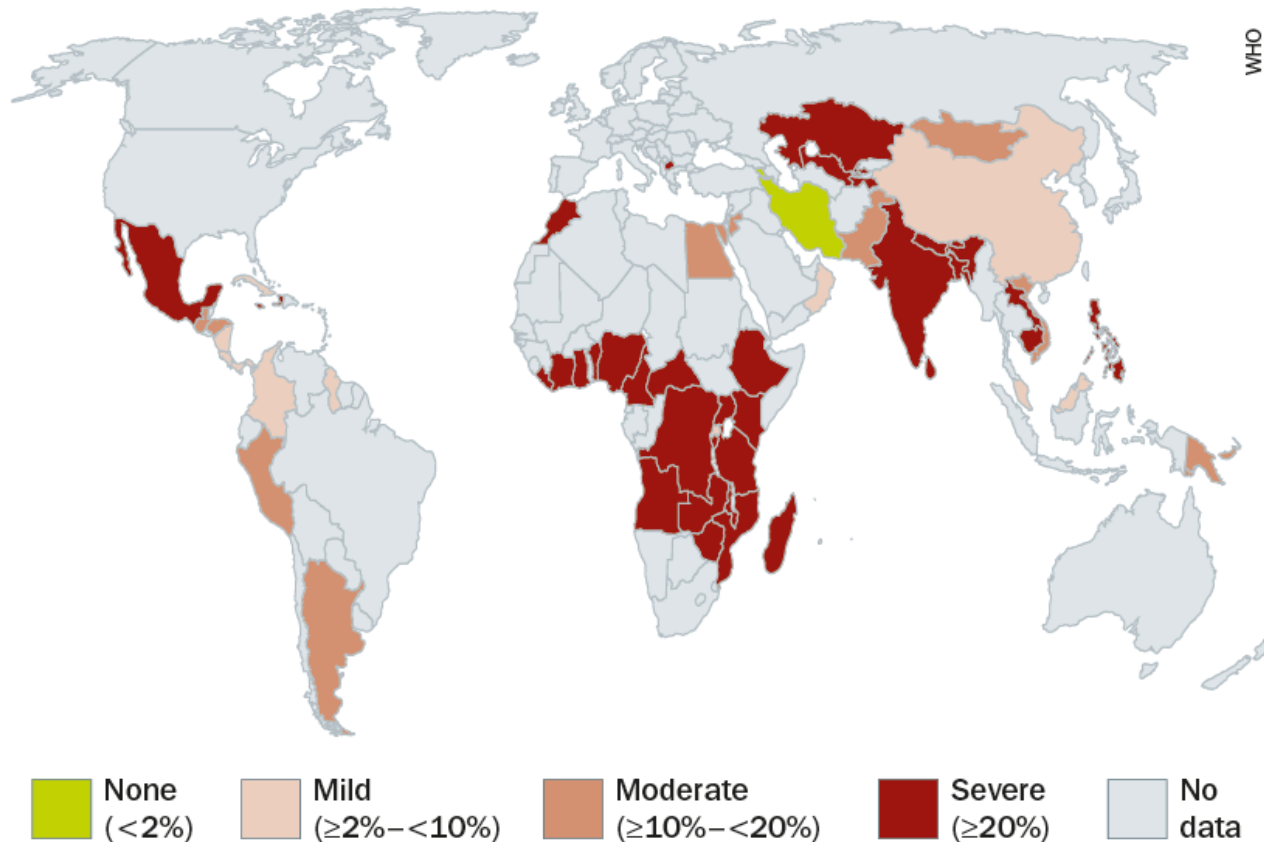 WHO
None
(<2%)
Mild
(≥2%–<10%)
Moderate
(≥10%–<20%)
Severe
(≥20%)
No
data